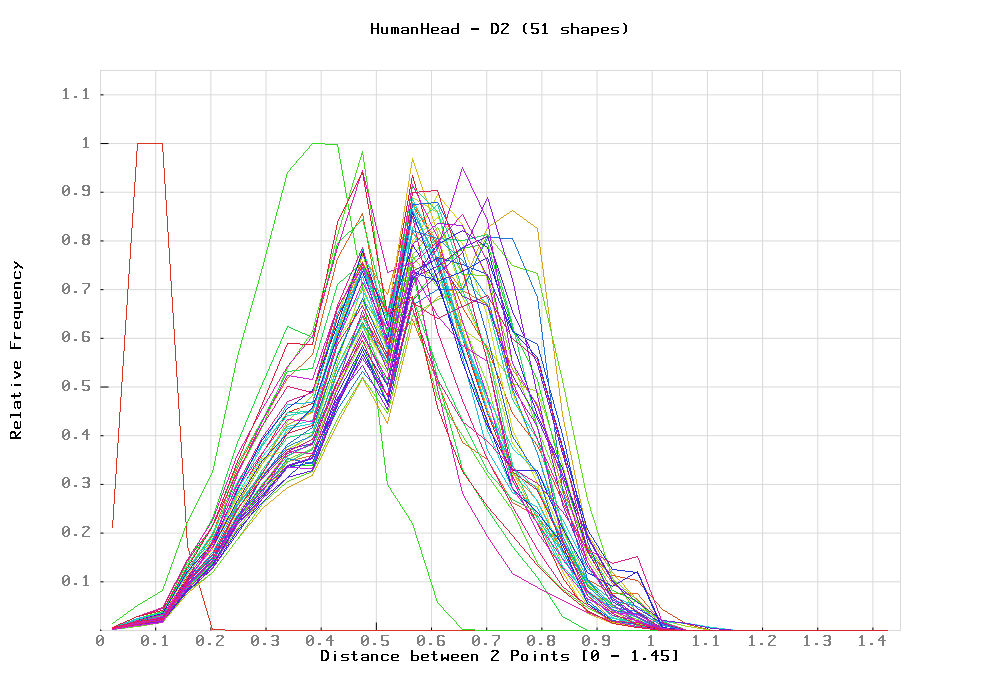 HumanHead - D2 (51 shapes)
1.1
1
0.9
0.8
0.7
0.6
0.5
0.4
0.3
0.2
0.1
Relative Frequency
0 0.1 0.2 0.3 0.4 0.5 0.6 0.7 0.8 0.9 1 1.1 1.2 1.3 1.4
Distance between 2 Points [0 - 1.45]